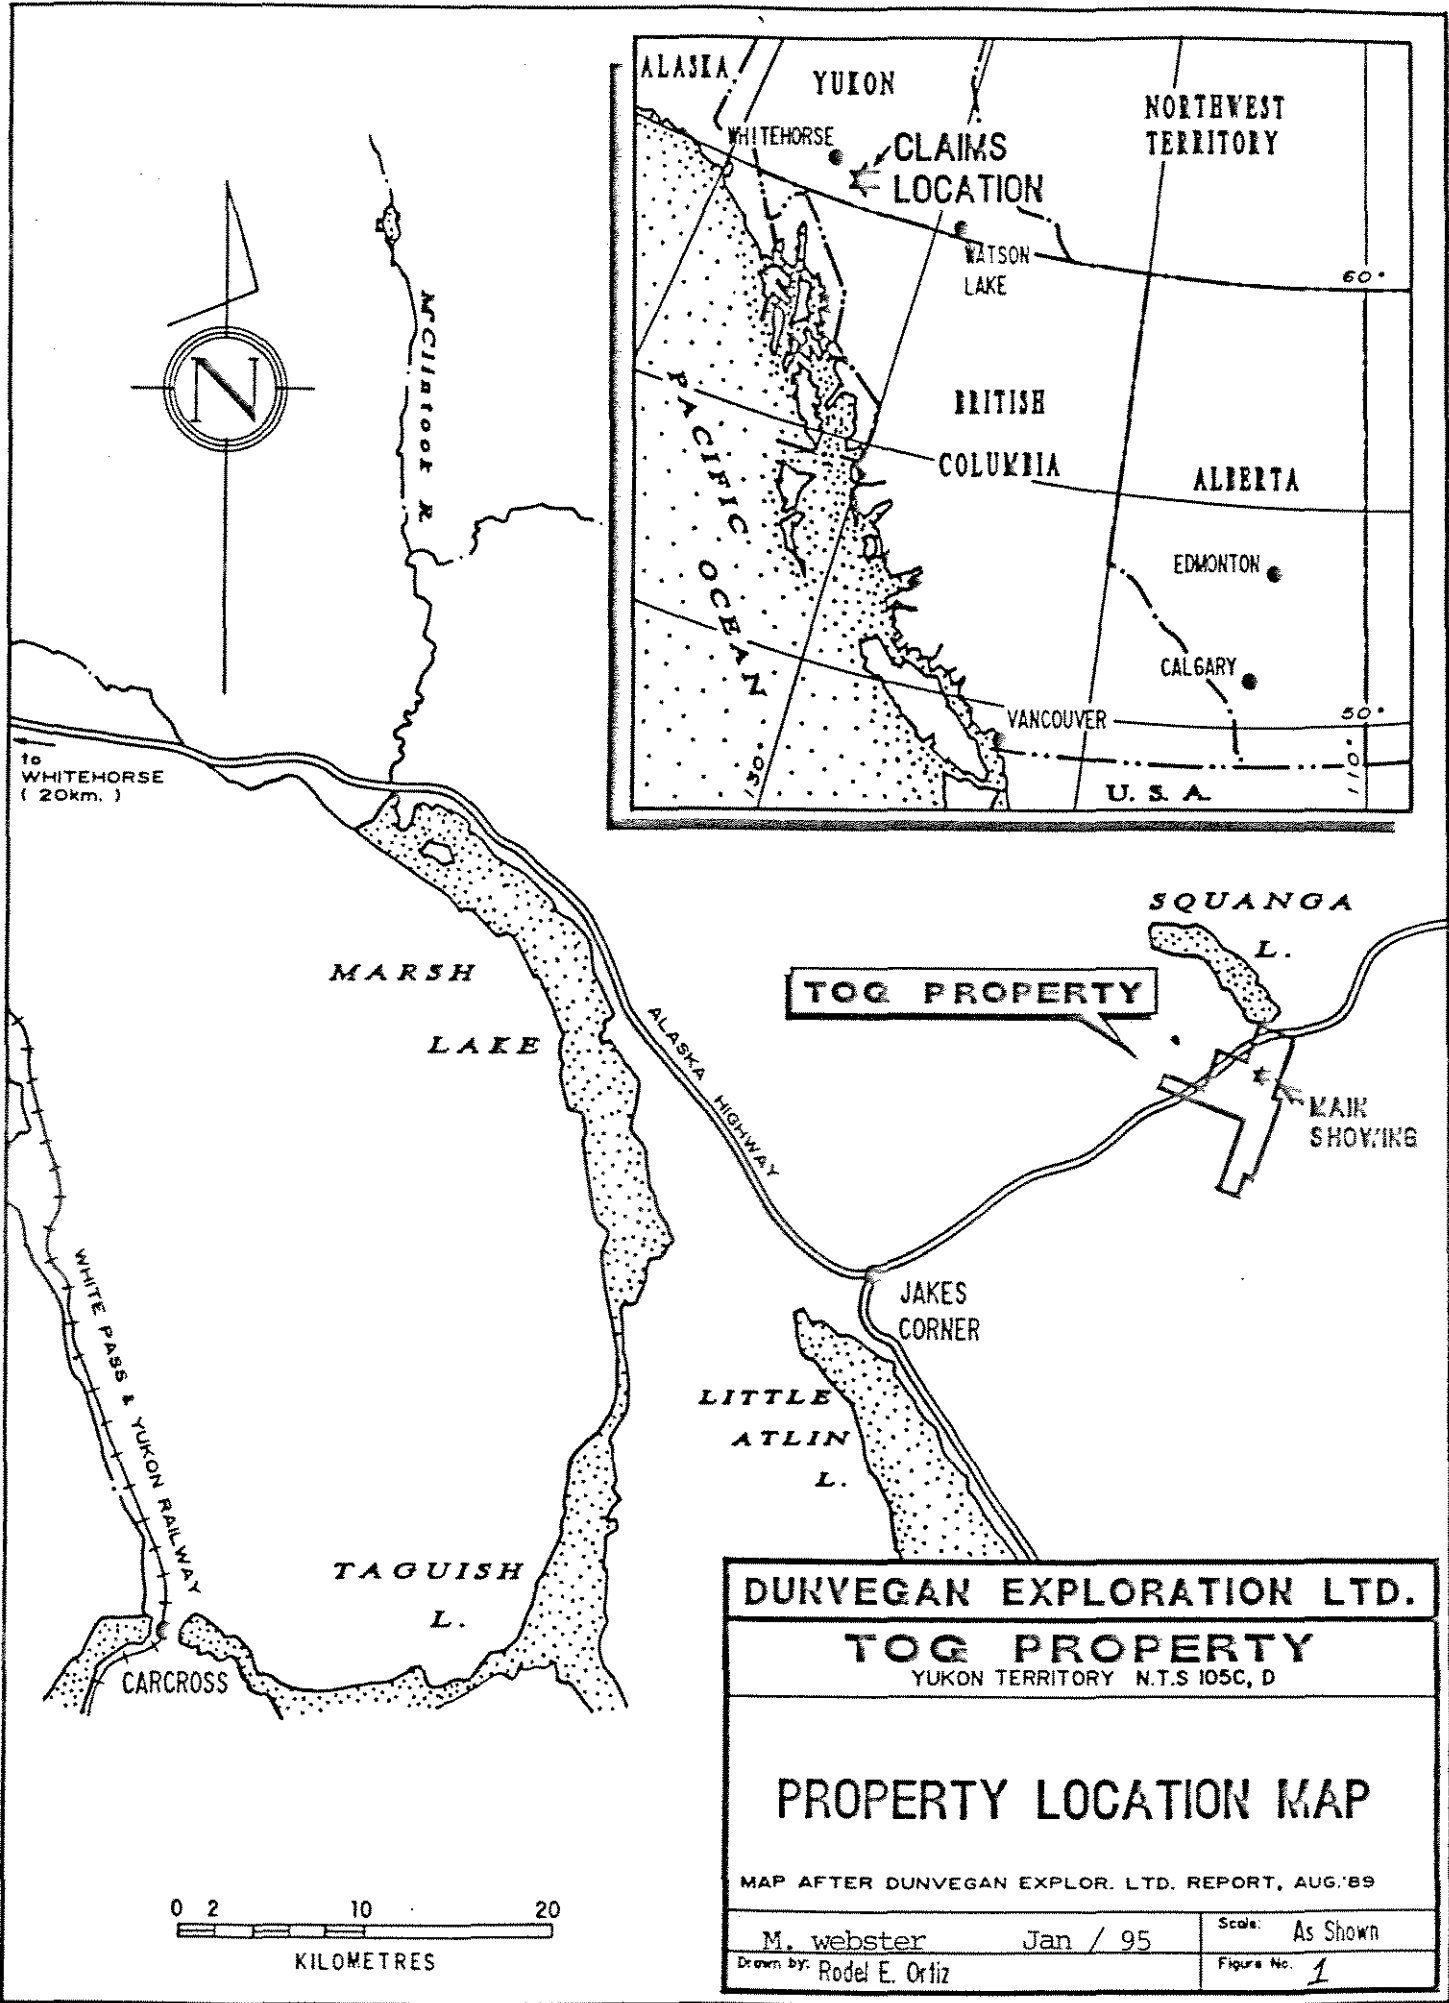 ALASKA
YUKON
NORTHWEST
TERRITORY
WHITEHORSE
CLAIMS
LOCATION
WATSON
LAKE
60°
PACIFIC OCEAN
BRITISH
COLUMBIA
ALBERTA
EDMONTON
CALGARY
VANCOUVER
50°
130°
110°
U. S. A.
N
McClintock R
to
WHITEHORSE
( 20km. )
MARSH
LAKE
ALASKA HIGHWAY
SQUANGA
L.
TOG PROPERTY
MAIN
SHOWING
JAKES
CORNER
LITTLE
ATLIN
L.
WHITE PASS & YUKON RAILWAY
TAGUISH
L.
CARCROSS
0 2 10 20
KILOMETRES
DUNVEGAN EXPLORATION LTD.
TOG PROPERTY
YUKON TERRITORY N.T.S 105C, D
PROPERTY LOCATION MAP
MAP AFTER DUNVEGAN EXPLOR. LTD. REPORT, AUG.'89
M. webster Jan / 95
Scale: As Shown
Drawn by: Rodel E. Ortiz
Figure No. 1